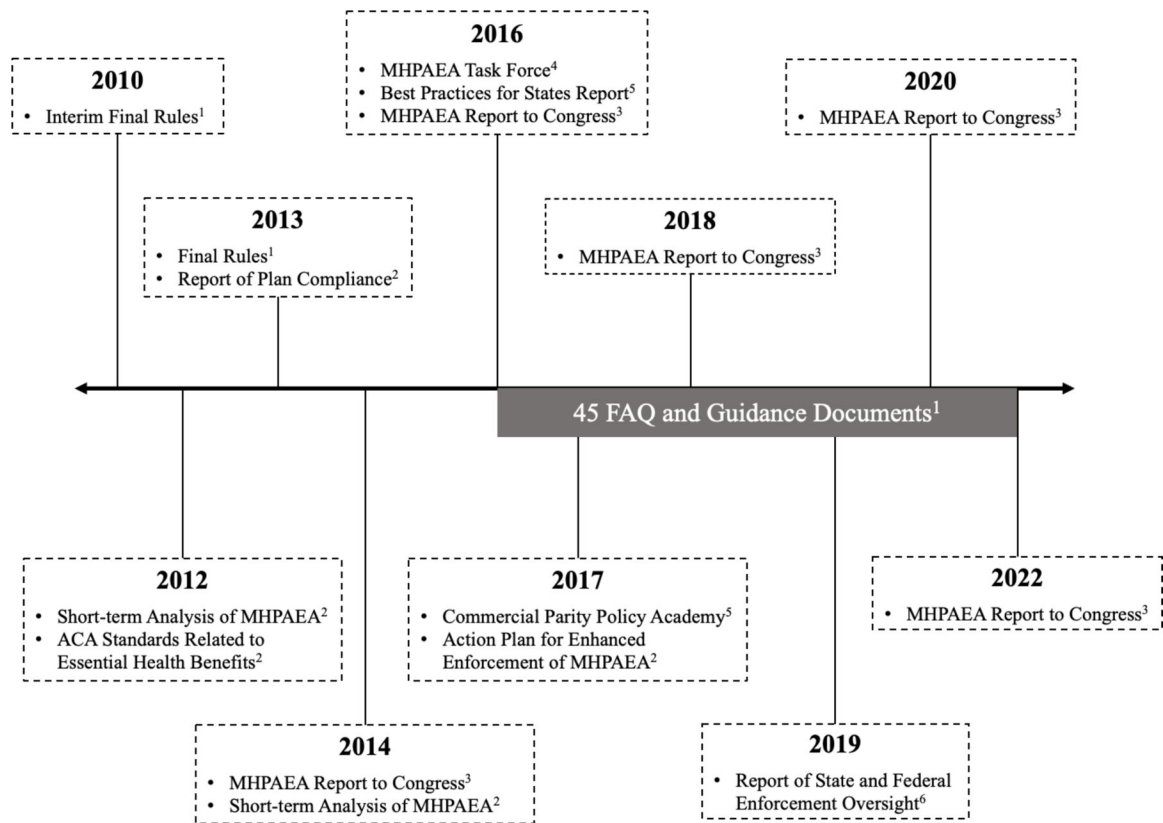 2010
• Interim Final Rules¹
2016
• MHPAEA Task Force⁴
• Best Practices for States Report⁵
• MHPAEA Report to Congress³
2020
• MHPAEA Report to Congress³
2013
• Final Rules¹
• Report of Plan Compliance²
2018
• MHPAEA Report to Congress³
45 FAQ and Guidance Documents¹
2012
• Short-term Analysis of MHPAEA²
• ACA Standards Related to
Essential Health Benefits²
2017
• Commercial Parity Policy Academy⁵
• Action Plan for Enhanced
Enforcement of MHPAEA²
2022
• MHPAEA Report to Congress³
2014
• MHPAEA Report to Congress³
• Short-term Analysis of MHPAEA²
2019
• Report of State and Federal
Enforcement Oversight⁶